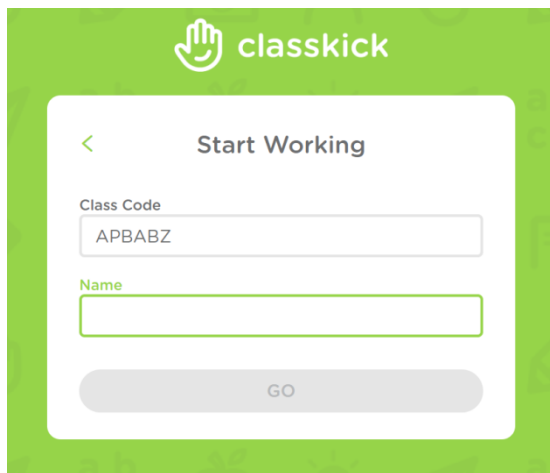 classkick
< Start Working
Class Code
APBABZ
Name
GO